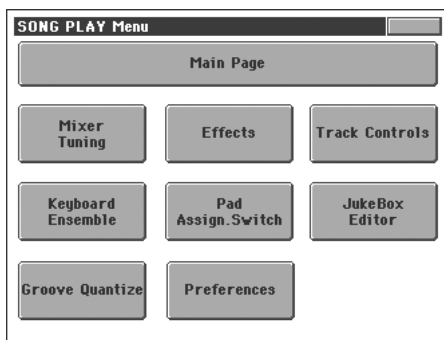 SONG PLAY Menu
Main Page
Mixer
Tuning
Effects
Track Controls
Keyboard
Ensemble
Pad
Assign.Switch
JukeBox
Editor
Groove Quantize
Preferences